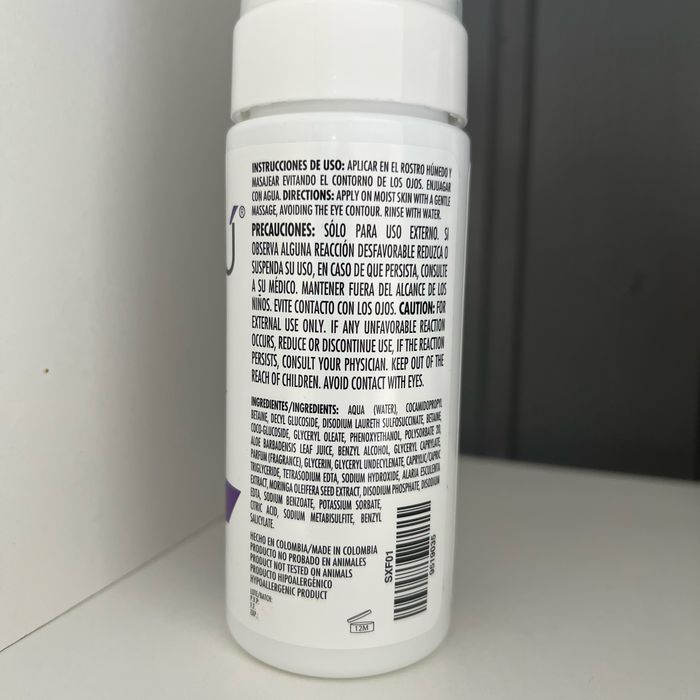 Ú®
INSTRUCCIONES DE USO: APLICAR EN EL ROSTRO HÚMEDO Y
MASAJEAR EVITANDO EL CONTORNO DE LOS OJOS. ENJUAGAR
CON AGUA. DIRECTIONS: APPLY ON MOIST SKIN WITH A GENTLE
MASSAGE, AVOIDING THE EYE CONTOUR. RINSE WITH WATER.
PRECAUCIONES: SÓLO PARA USO EXTERNO. SI
OBSERVA ALGUNA REACCIÓN DESFAVORABLE REDUZCA O
SUSPENDA SU USO, EN CASO DE QUE PERSISTA, CONSULTE
A SU MÉDICO. MANTENER FUERA DEL ALCANCE DE LOS
NIÑOS. EVITE CONTACTO CON LOS OJOS. CAUTION: FOR
EXTERNAL USE ONLY. IF ANY UNFAVORABLE REACTION
OCCURS, REDUCE OR DISCONTINUE USE, IF THE REACTION
PERSISTS, CONSULT YOUR PHYSICIAN. KEEP OUT OF THE
REACH OF CHILDREN. AVOID CONTACT WITH EYES.
INGREDIENTES/INGREDIENTS: AQUA (WATER), COCAMIDOPROPYL
BETAINE, DECYL GLUCOSIDE, DISODIUM LAURETH SULFOSUCCINATE, BETAINE,
COCO-GLUCOSIDE, GLYCERYL OLEATE, PHENOXYETHANOL, POLYSORBATE 20,
ALOE BARBADENSIS LEAF JUICE, BENZYL ALCOHOL, GLYCERYL CAPRYLATE,
PARFUM (FRAGRANCE), GLYCERIN, GLYCERYL UNDECYLENATE, CAPRYLIC/CAPRIC
TRIGLYCERIDE, TETRASODIUM EDTA, SODIUM HYDROXIDE, ALARIA ESCULENTA
EXTRACT, MORINGA OLEIFERA SEED EXTRACT, DISODIUM PHOSPHATE, DISODIUM
EDTA, SODIUM BENZOATE, POTASSIUM SORBATE,
CITRIC ACID, SODIUM METABISULFITE, BENZYL
SALICYLATE.
HECHO EN COLOMBIA/MADE IN COLOMBIA
PRODUCTO NO PROBADO EN ANIMALES
PRODUCT NOT TESTED ON ANIMALS
PRODUCTO HIPOALERGÉNICO
HYPOALLERGENIC PRODUCT
LOTE/BATCH:
EXP.:
12M
SXF01